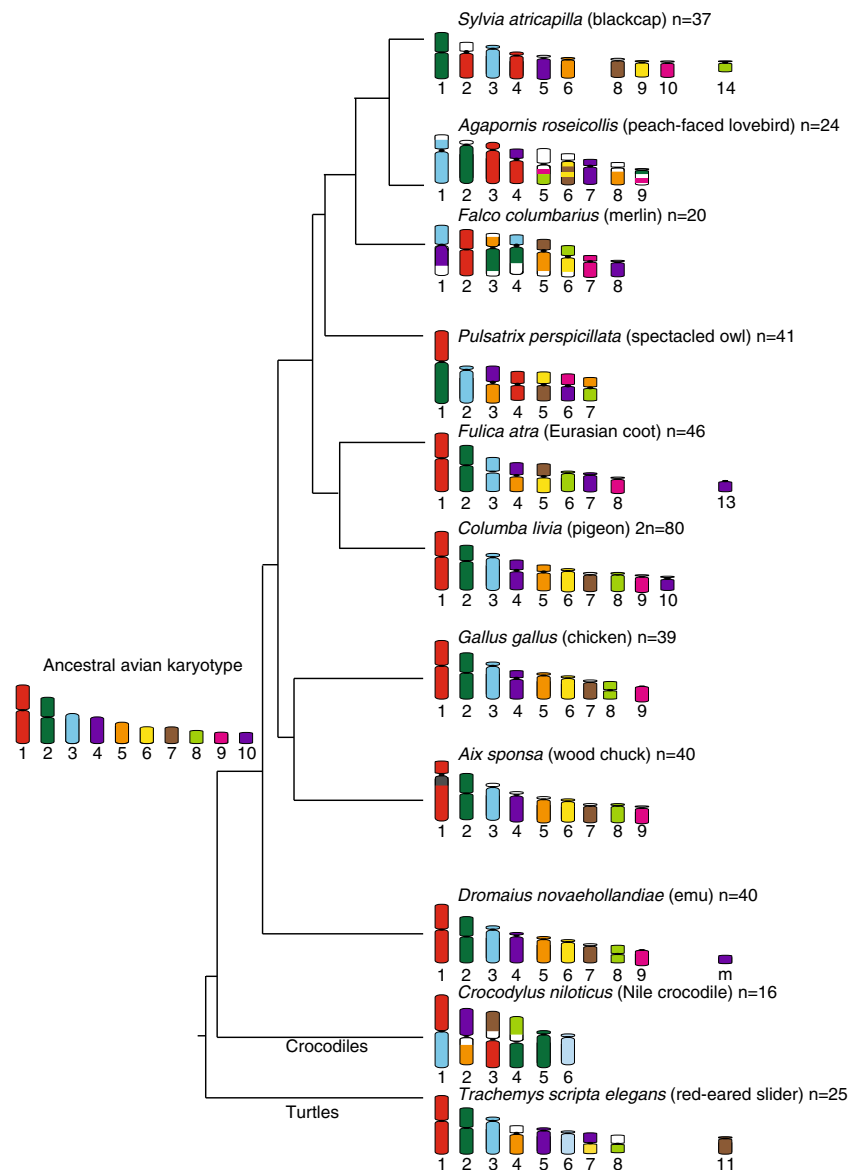 Sylvia atricapilla (blackcap) n=37
1 2 3 4 5 6 8 9 10 14
Agapornis roseicollis (peach-faced lovebird) n=24
1 2 3 4 5 6 7 8 9
Falco columbarius (merlin) n=20
1 2 3 4 5 6 7 8
Pulsatrix perspicillata (spectacled owl) n=41
1 2 3 4 5 6 7
Fulica atra (Eurasian coot) n=46
1 2 3 4 5 6 7 8 13
Columba livia (pigeon) 2n=80
1 2 3 4 5 6 7 8 9 10
Gallus gallus (chicken) n=39
1 2 3 4 5 6 7 8 9
Ancestral avian karyotype
1 2 3 4 5 6 7 8 9 10
Aix sponsa (wood chuck) n=40
1 2 3 4 5 6 7 8 9
Dromaius novaehollandiae (emu) n=40
1 2 3 4 5 6 7 8 9 m
Crocodylus niloticus (Nile crocodile) n=16
Crocodiles
1 2 3 4 5 6
Trachemys scripta elegans (red-eared slider) n=25
Turtles
1 2 3 4 5 6 7 8 11